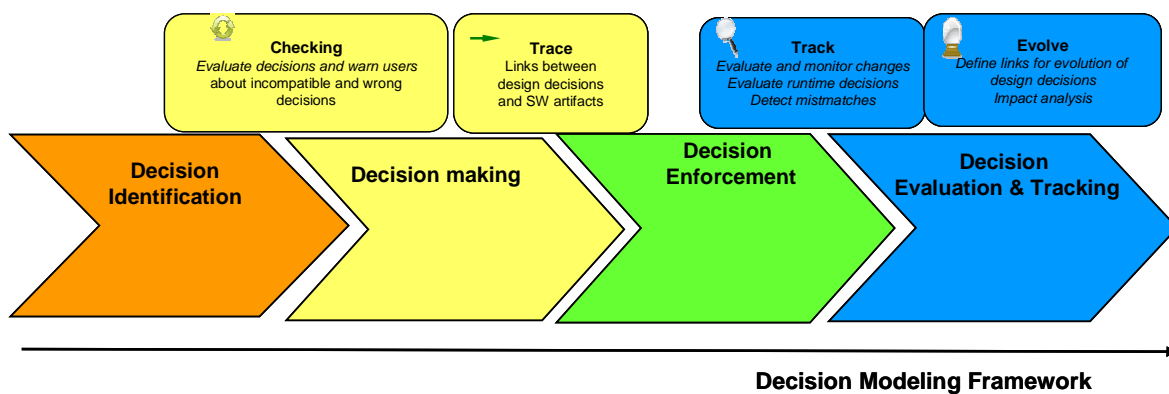 Checking
Evaluate decisions and warn users
about incompatible and wrong
decisions
Trace
Links between
design decisions
and SW artifacts
Track
Evaluate and monitor changes
Evaluate runtime decisions
Detect mistmatches
Evolve
Define links for evolution of
design decisions
Impact analysis
Decision
Identification
Decision making
Decision
Enforcement
Decision
Evaluation & Tracking
Decision Modeling Framework